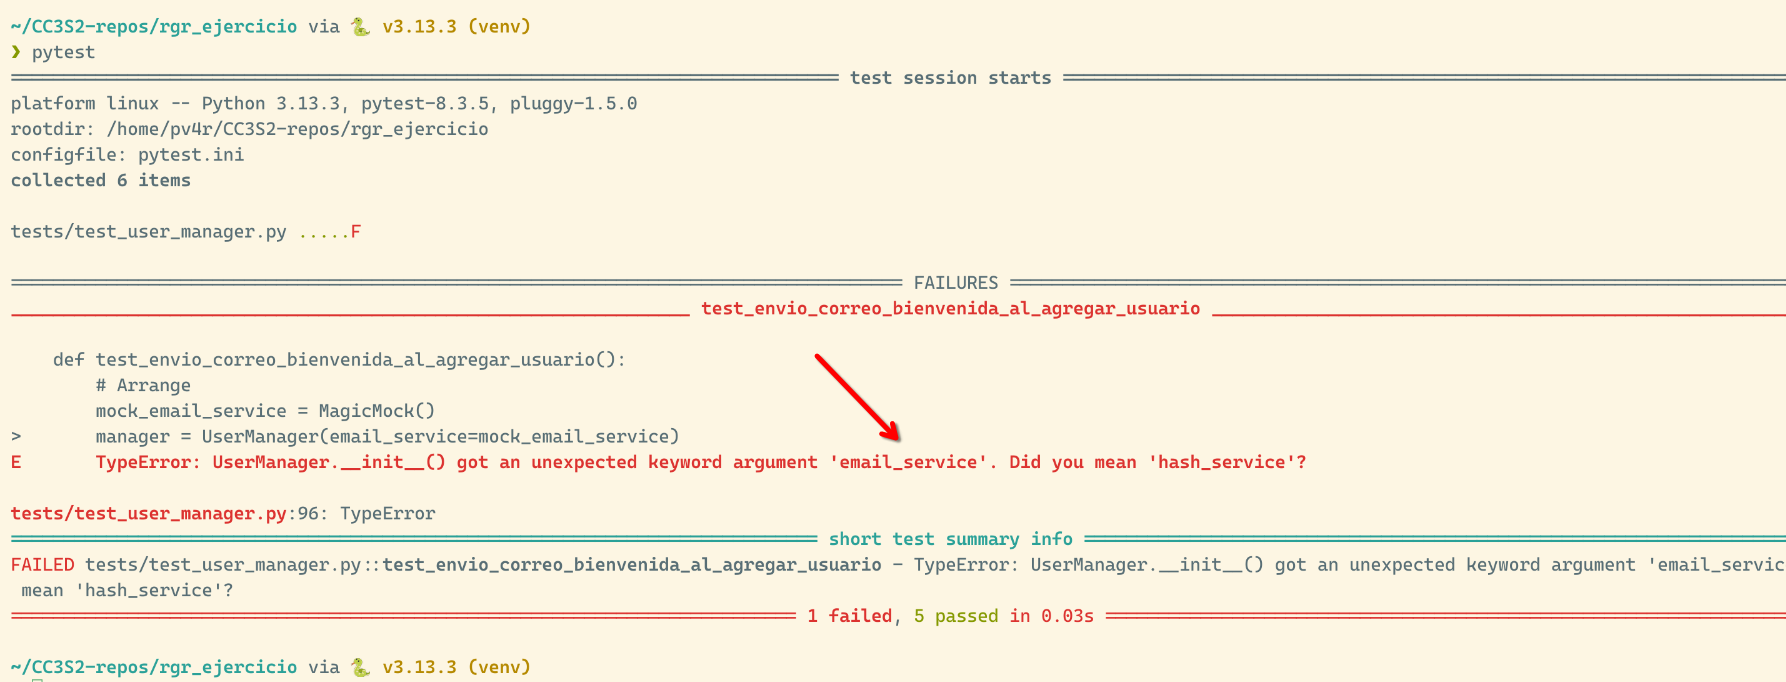 ~/CC3S2-repos/rgr_ejercicio via 🐍 v3.13.3 (venv)
❯ pytest
test session starts
platform linux -- Python 3.13.3, pytest-8.3.5, pluggy-1.5.0
rootdir: /home/pv4r/CC3S2-repos/rgr_ejercicio
configfile: pytest.ini
collected 6 items
tests/test_user_manager.py .....F
FAILURES
test_envio_correo_bienvenida_al_agregar_usuario
def test_envio_correo_bienvenida_al_agregar_usuario():
# Arrange
mock_email_service = MagicMock()
> manager = UserManager(email_service=mock_email_service)
E TypeError: UserManager.__init__() got an unexpected keyword argument 'email_service'. Did you mean 'hash_service'?
tests/test_user_manager.py:96: TypeError
short test summary info
FAILED tests/test_user_manager.py::test_envio_correo_bienvenida_al_agregar_usuario - TypeError: UserManager.__init__() got an unexpected keyword argument 'email_servic
mean 'hash_service'?
1 failed, 5 passed in 0.03s
~/CC3S2-repos/rgr_ejercicio via 🐍 v3.13.3 (venv)